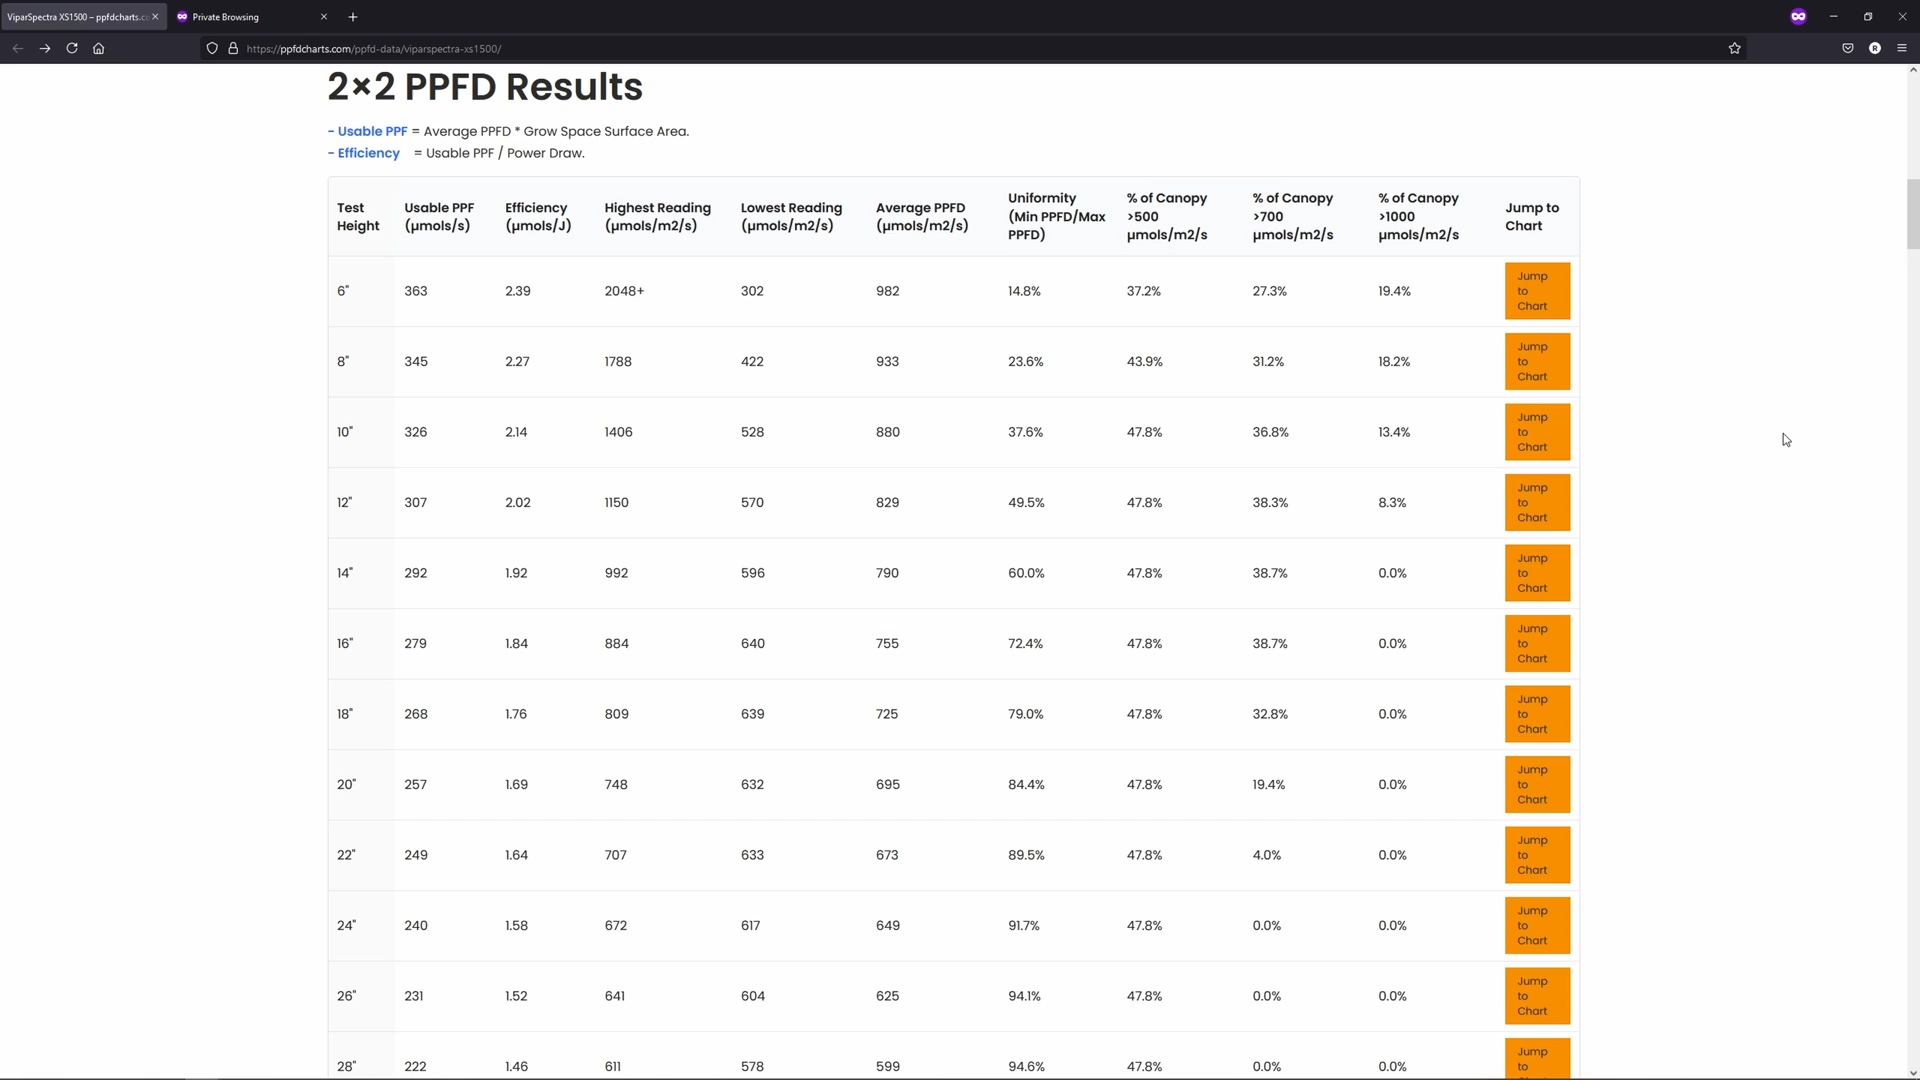 ViparSpectra XS1500 – ppfdcharts.c
Private Browsing
https://ppfdcharts.com/ppfd-data/viparspectra-xs1500/
R
2×2 PPFD Results
- Usable PPF = Average PPFD * Grow Space Surface Area.
- Efficiency = Usable PPF / Power Draw.
Test Height Usable PPF (µmols/s) Efficiency (µmols/J) Highest Reading (µmols/m2/s) Lowest Reading (µmols/m2/s) Average PPFD (µmols/m2/s) Uniformity (Min PPFD/Max PPFD) % of Canopy >500 µmols/m2/s % of Canopy >700 µmols/m2/s % of Canopy >1000 µmols/m2/s Jump to Chart
6" 363 2.39 2048+ 302 982 14.8% 37.2% 27.3% 19.4% Jump to Chart
8" 345 2.27 1788 422 933 23.6% 43.9% 31.2% 18.2% Jump to Chart
10" 326 2.14 1406 528 880 37.6% 47.8% 36.8% 13.4% Jump to Chart
12" 307 2.02 1150 570 829 49.5% 47.8% 38.3% 8.3% Jump to Chart
14" 292 1.92 992 596 790 60.0% 47.8% 38.7% 0.0% Jump to Chart
16" 279 1.84 884 640 755 72.4% 47.8% 38.7% 0.0% Jump to Chart
18" 268 1.76 809 639 725 79.0% 47.8% 32.8% 0.0% Jump to Chart
20" 257 1.69 748 632 695 84.4% 47.8% 19.4% 0.0% Jump to Chart
22" 249 1.64 707 633 673 89.5% 47.8% 4.0% 0.0% Jump to Chart
24" 240 1.58 672 617 649 91.7% 47.8% 0.0% 0.0% Jump to Chart
26" 231 1.52 641 604 625 94.1% 47.8% 0.0% 0.0% Jump to Chart
28" 222 1.46 611 578 599 94.6% 47.8% 0.0% 0.0% Jump to